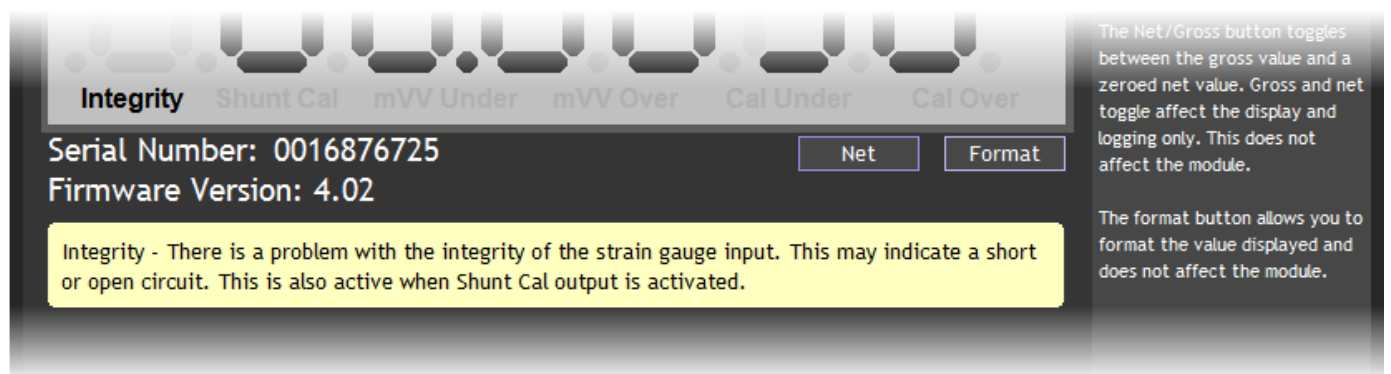 Integrity Shunt Cal mVV Under mVV Over Cal Under Cal Over
Serial Number: 0016876725
Firmware Version: 4.02
Net Format
Integrity - There is a problem with the integrity of the strain gauge input. This may indicate a short
or open circuit. This is also active when Shunt Cal output is activated.
The Net/Gross button toggles
between the gross value and a
zeroed net value. Gross and net
toggle affect the display and
logging only. This does not
affect the module.
The format button allows you to
format the value displayed and
does not affect the module.